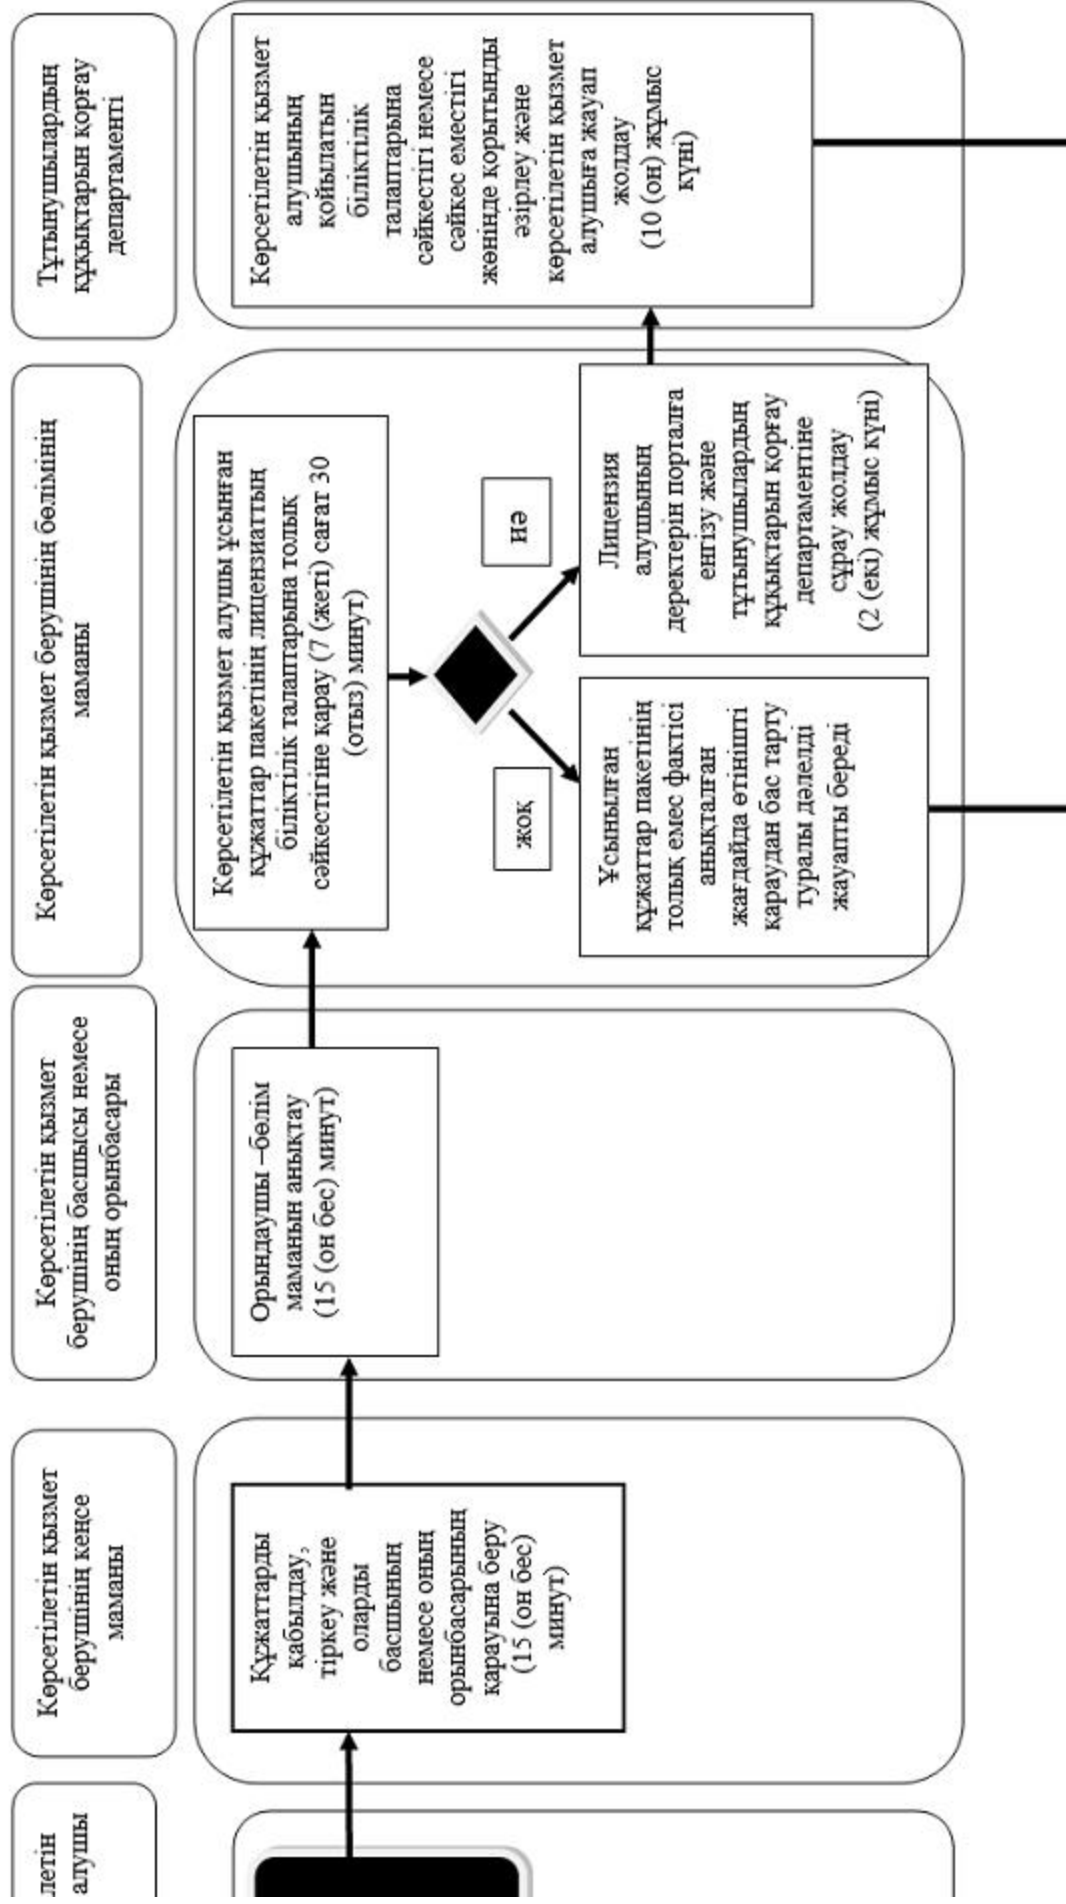 летін
алушы
Көрсетілетін қызмет
берушінің кеңсе
маманы
Көрсетілетін қызмет
берушінің басшысы немесе
оның орынбасары
Көрсетілетін қызмет берушінің бөлімінің
маманы
Тұтынушылардың
құқықтарын қорғау
департаменті
Құжаттарды
қабылдау,
тіркеу және
оларды
басшының
немесе оның
орынбасарының
қарауына беру
(15 (он бес)
минут)
Орындаушы –бөлім
маманын анықтау
(15 (он бес) минут)
Көрсетілетін қызмет алушы ұсынған
құжаттар пакетінің лицензиаттың
біліктілік талаптарына толық
сәйкестігіне қарау (7 (жеті) сағат 30
(отыз) минут)
жоқ
иә
Ұсынылған
құжаттар пакетінің
толық емес фактісі
анықталған
жағдайда өтінішті
қараудан бас тарту
туралы дәлелді
жауапты береді
Лицензия
алушының
деректерін порталға
енгізу және
тұтынушылардың
құқықтарын қорғау
департаментіне
сұрау жолдау
(2 (екі) жұмыс күні)
Көрсетілетін қызмет
алушының
қойылатын
біліктілік
талаптарына
сәйкестігі немесе
сәйкес еместігі
жөнінде қорытынды
әзірлеу және
көрсетілетін қызмет
алушыға жауап
жолдау
(10 (он) жұмыс
күні)